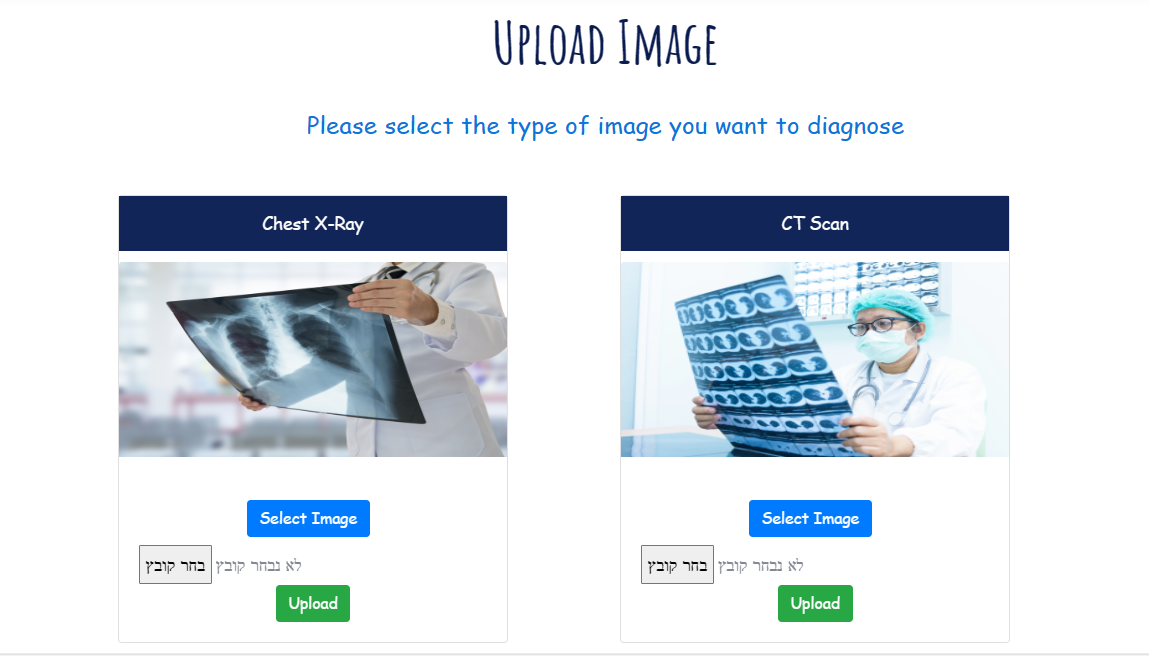 Upload Image
Please select the type of image you want to diagnose
Chest X-Ray
Select Image
בחר קובץ לא נבחר קובץ
Upload
CT Scan
Select Image
בחר קובץ לא נבחר קובץ
Upload